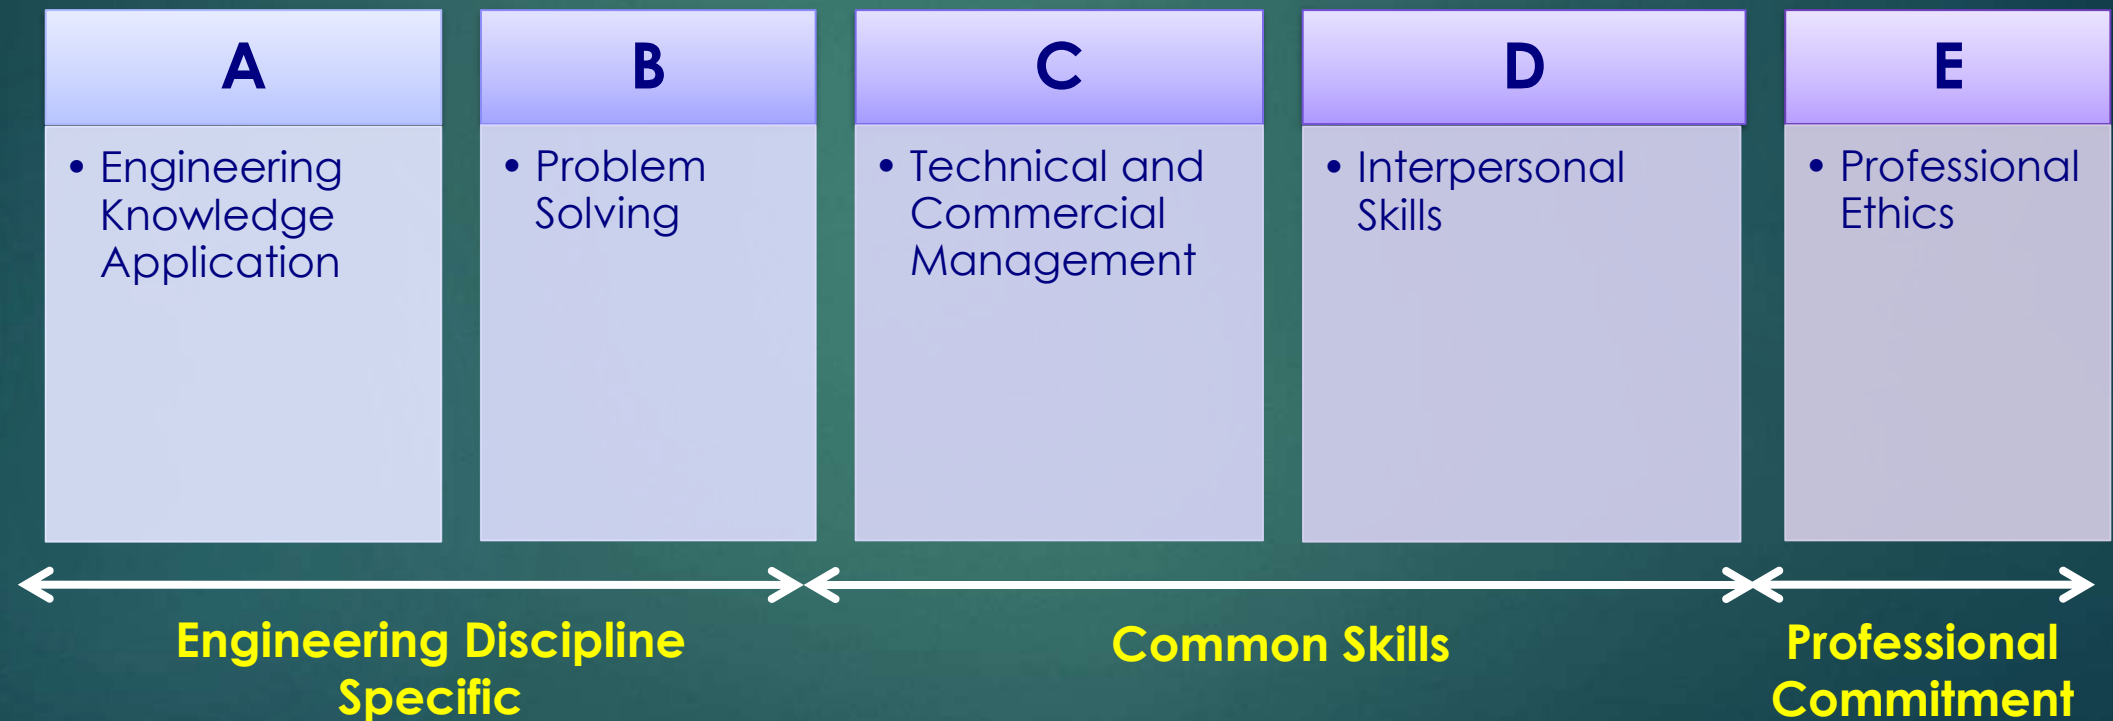 A
• Engineering
Knowledge
Application
B
• Problem
Solving
C
• Technical and
Commercial
Management
D
• Interpersonal
Skills
E
• Professional
Ethics
Engineering Discipline
Specific
Common Skills
Professional
Commitment